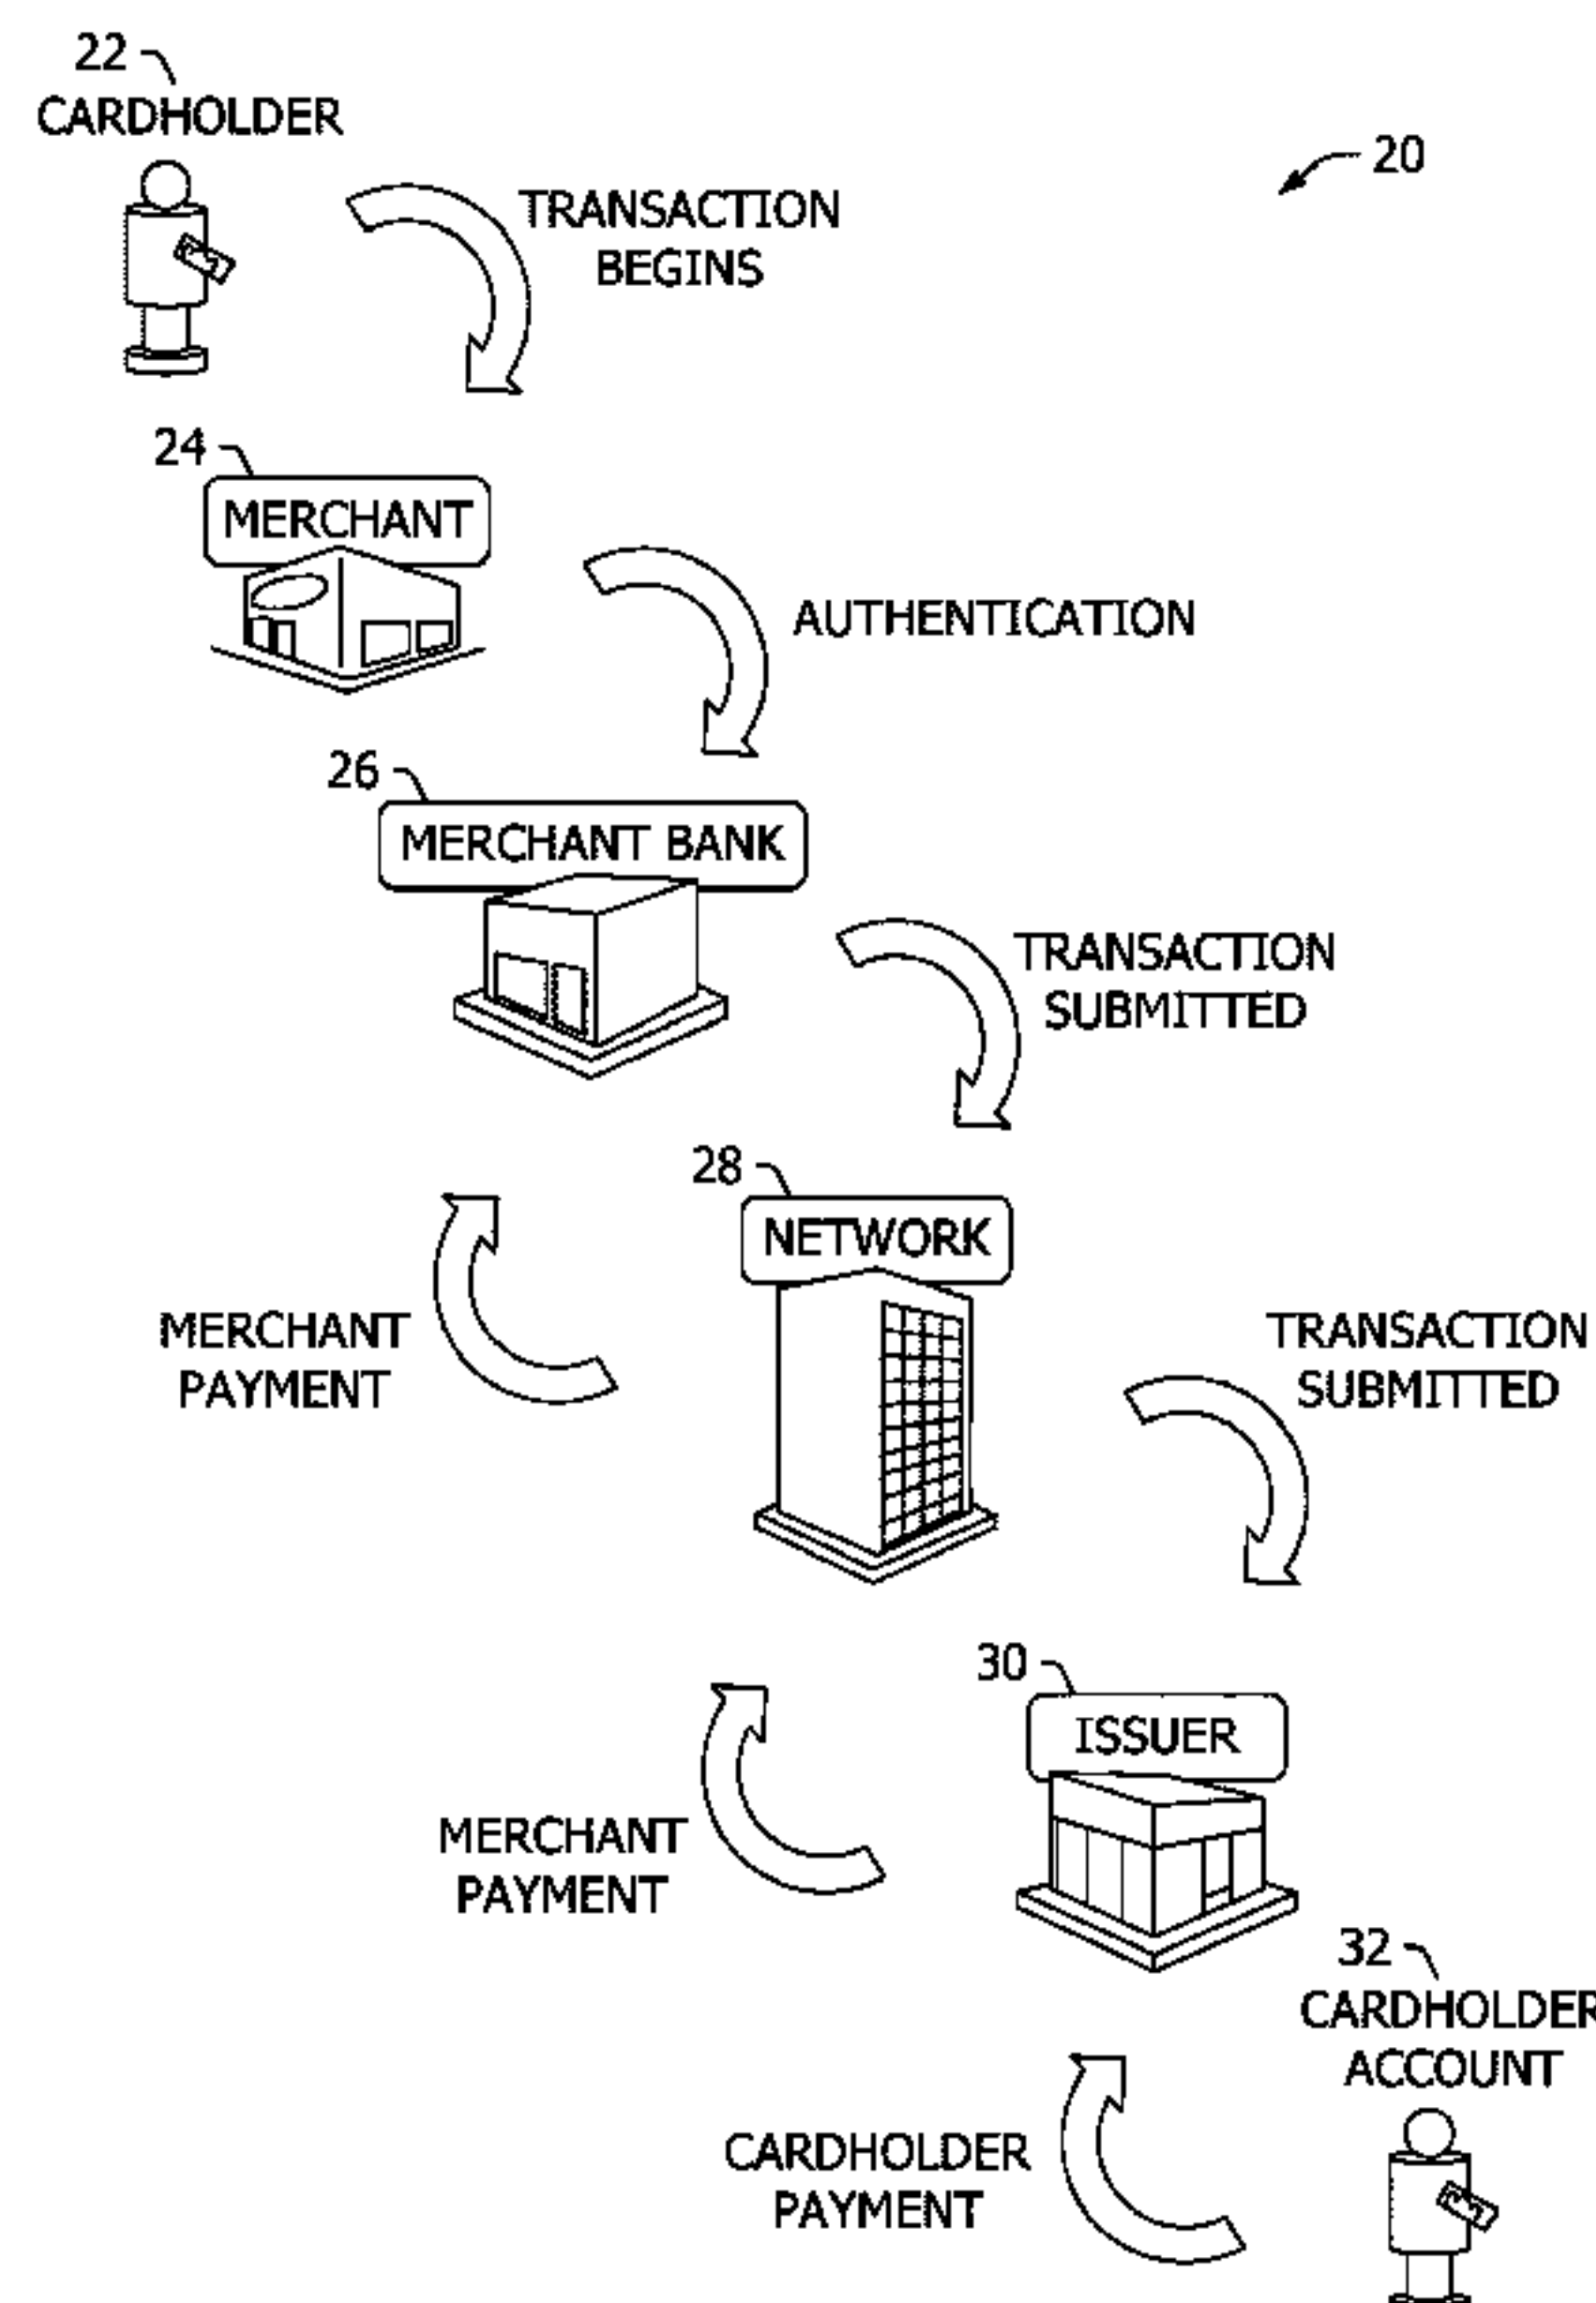 22
CARDHOLDER
20
TRANSACTION
BEGINS
24
MERCHANT
AUTHENTICATION
26
MERCHANT BANK
TRANSACTION
SUBMITTED
28
NETWORK
MERCHANT
PAYMENT
TRANSACTION
SUBMITTED
30
ISSUER
MERCHANT
PAYMENT
32
CARDHOLDER
ACCOUNT
CARDHOLDER
PAYMENT